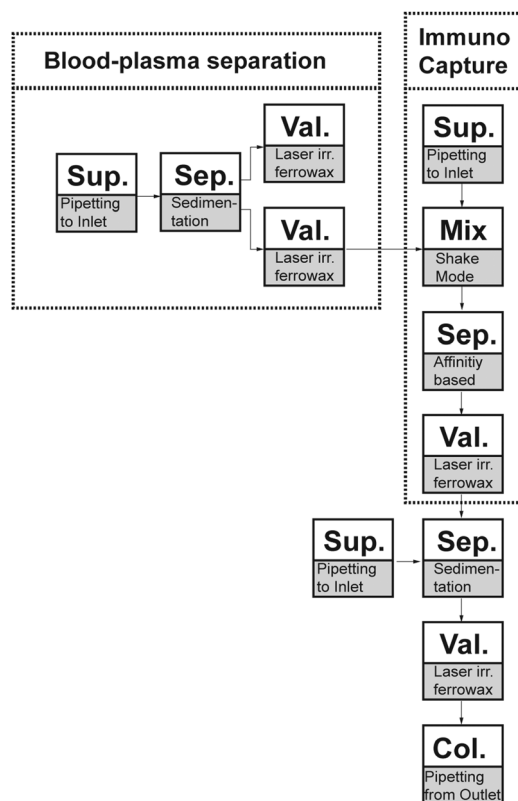 Blood-plasma separation
Sup.
Pipetting
to Inlet
Sep.
Sedimen-
tation
Val.
Laser irr.
ferrowax
Val.
Laser irr.
ferrowax
Immuno
Capture
Sup.
Pipetting
to Inlet
Mix
Shake
Mode
Sep.
Affinitiy
based
Val.
Laser irr.
ferrowax
Sup.
Pipetting
to Inlet
Sep.
Sedimen-
tation
Val.
Laser irr.
ferrowax
Col.
Pipetting
from Outlet